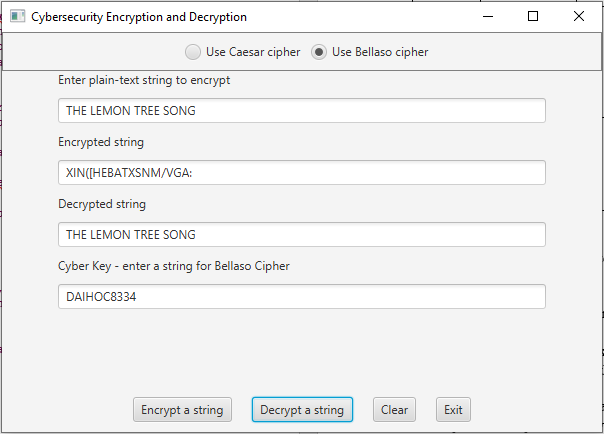 Cybersecurity Encryption and Decryption
Use Caesar cipher Use Bellaso cipher
Enter plain-text string to encrypt
THE LEMON TREE SONG
Encrypted string
XIN([HEBATXSNM/VGA:
Decrypted string
THE LEMON TREE SONG
Cyber Key - enter a string for Bellaso Cipher
DAIHOC8334
Encrypt a string Decrypt a string Clear Exit